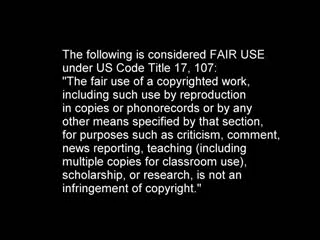 The following is considered FAIR USE
under US Code Title 17, 107:
"The fair use of a copyrighted work,
including such use by reproduction
in copies or phonorecords or by any
other means specified by that section,
for purposes such as criticism, comment,
news reporting, teaching (including
multiple copies for classroom use),
scholarship, or research, is not an
infringement of copyright."